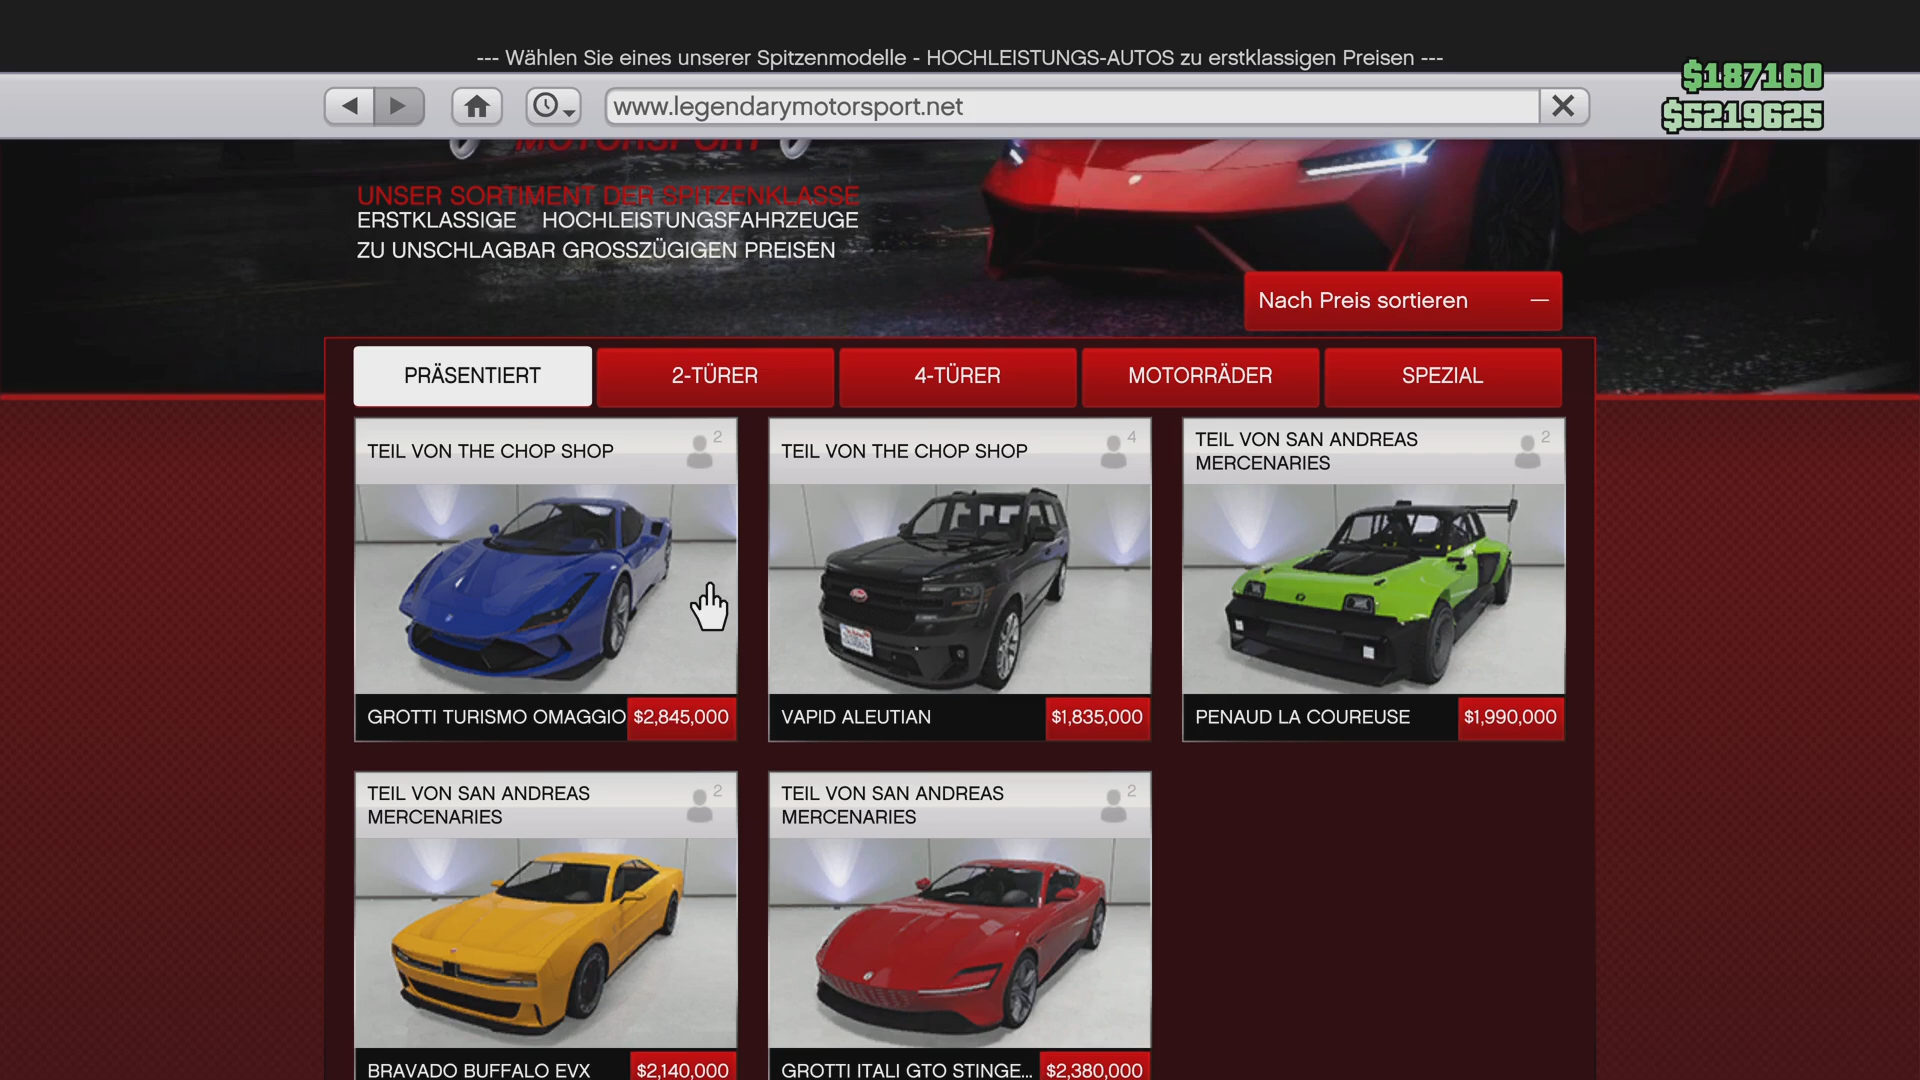 --- Wählen Sie eines unserer Spitzenmodelle - HOCHLEISTUNGS-AUTOS zu erstklassigen Preisen ---
$187160
www.legendarymotorsport.net
$5219625
MOTORSPORT
UNSER SORTIMENT DER SPITZENKLASSE
ERSTKLASSIGE HOCHLEISTUNGSFAHRZEUGE
ZU UNSCHLAGBAR GROSSZÜGIGEN PREISEN
Nach Preis sortieren
PRÄSENTIERT
2-TÜRER
4-TÜRER
MOTORRÄDER
SPEZIAL
TEIL VON THE CHOP SHOP
2
TEIL VON THE CHOP SHOP
4
TEIL VON SAN ANDREAS
MERCENARIES
2
GROTTI TURISMO OMAGGIO
$2,845,000
VAPID ALEUTIAN
$1,835,000
PENAUD LA COUREUSE
$1,990,000
TEIL VON SAN ANDREAS
MERCENARIES
2
TEIL VON SAN ANDREAS
MERCENARIES
2
BRAVADO BUFFALO EVX
$2,140,000
GROTTI ITALI GTO STINGE...
$2,380,000